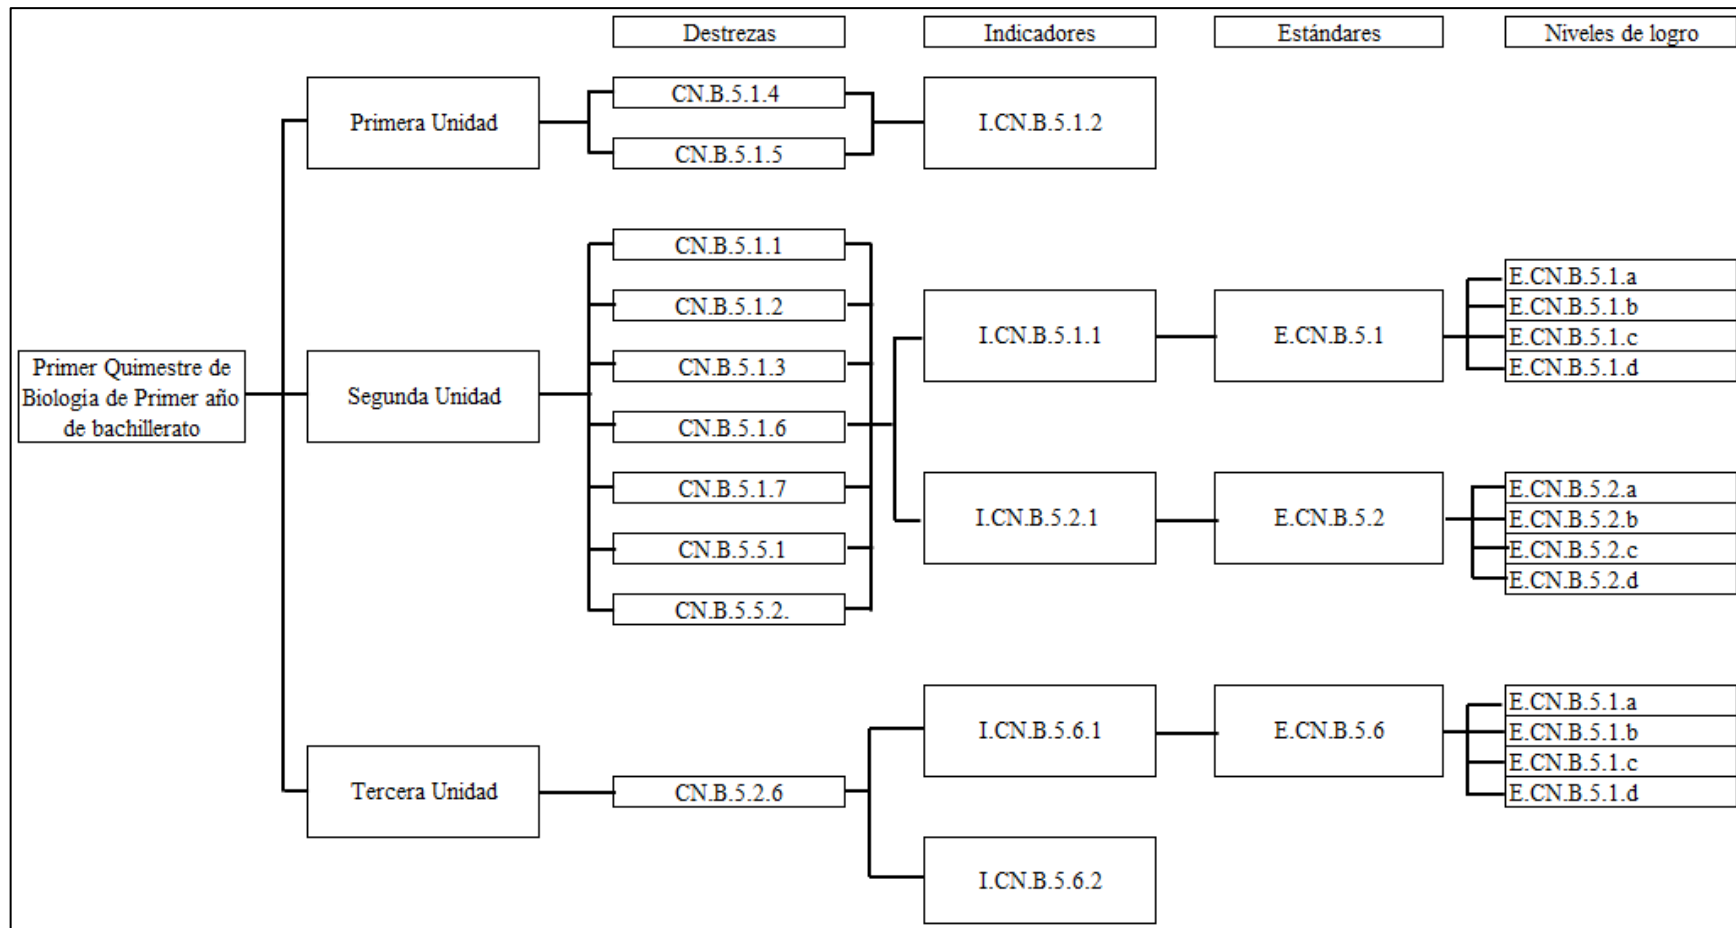 Destrezas
Indicadores
Estándares
Niveles de logro
Primera Unidad
CN.B.5.1.4
CN.B.5.1.5
I.CN.B.5.1.2
Primer Quimestre de
Biología de Primer año
de bachillerato
Segunda Unidad
CN.B.5.1.1
CN.B.5.1.2
CN.B.5.1.3
CN.B.5.1.6
CN.B.5.1.7
CN.B.5.5.1
CN.B.5.5.2.
I.CN.B.5.1.1
E.CN.B.5.1
E.CN.B.5.1.a
E.CN.B.5.1.b
E.CN.B.5.1.c
E.CN.B.5.1.d
I.CN.B.5.2.1
E.CN.B.5.2
E.CN.B.5.2.a
E.CN.B.5.2.b
E.CN.B.5.2.c
E.CN.B.5.2.d
Tercera Unidad
CN.B.5.2.6
I.CN.B.5.6.1
E.CN.B.5.6
E.CN.B.5.1.a
E.CN.B.5.1.b
E.CN.B.5.1.c
E.CN.B.5.1.d
I.CN.B.5.6.2